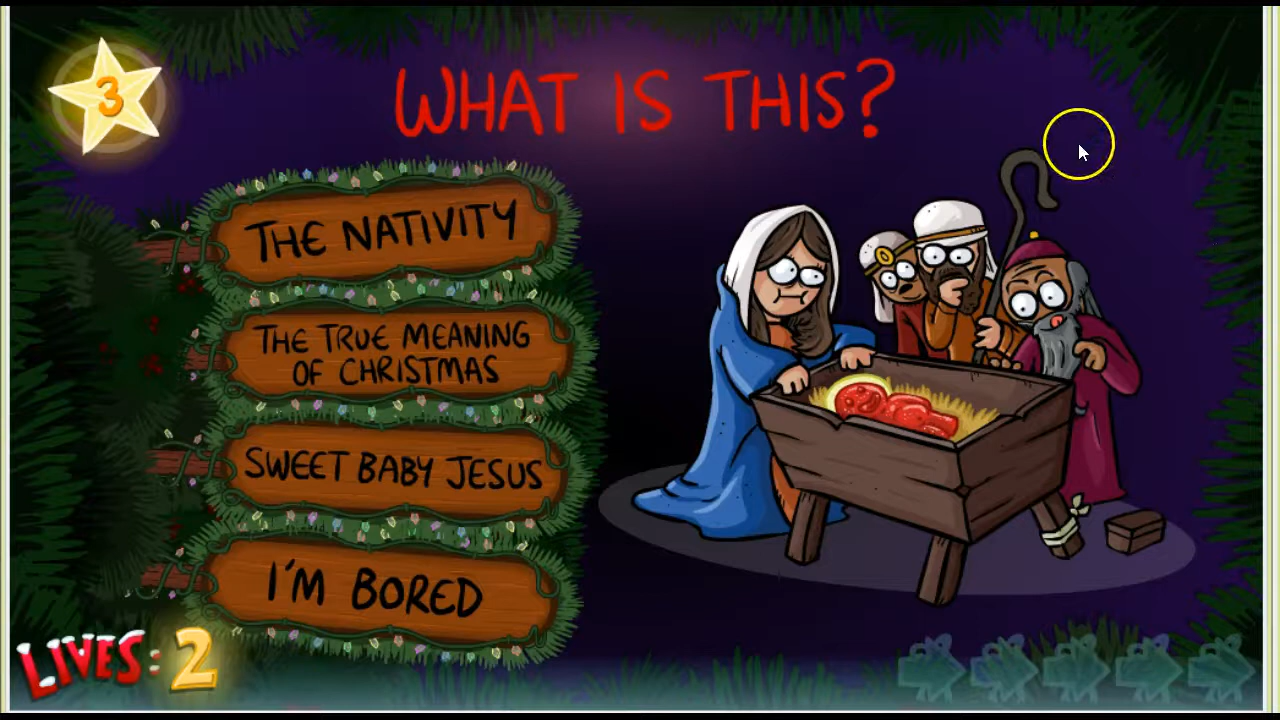 3
WHAT IS THIS?
THE NATIVITY
THE TRUE MEANING
OF CHRISTMAS
SWEET BABY JESUS
I'M BORED
LIVES: 2